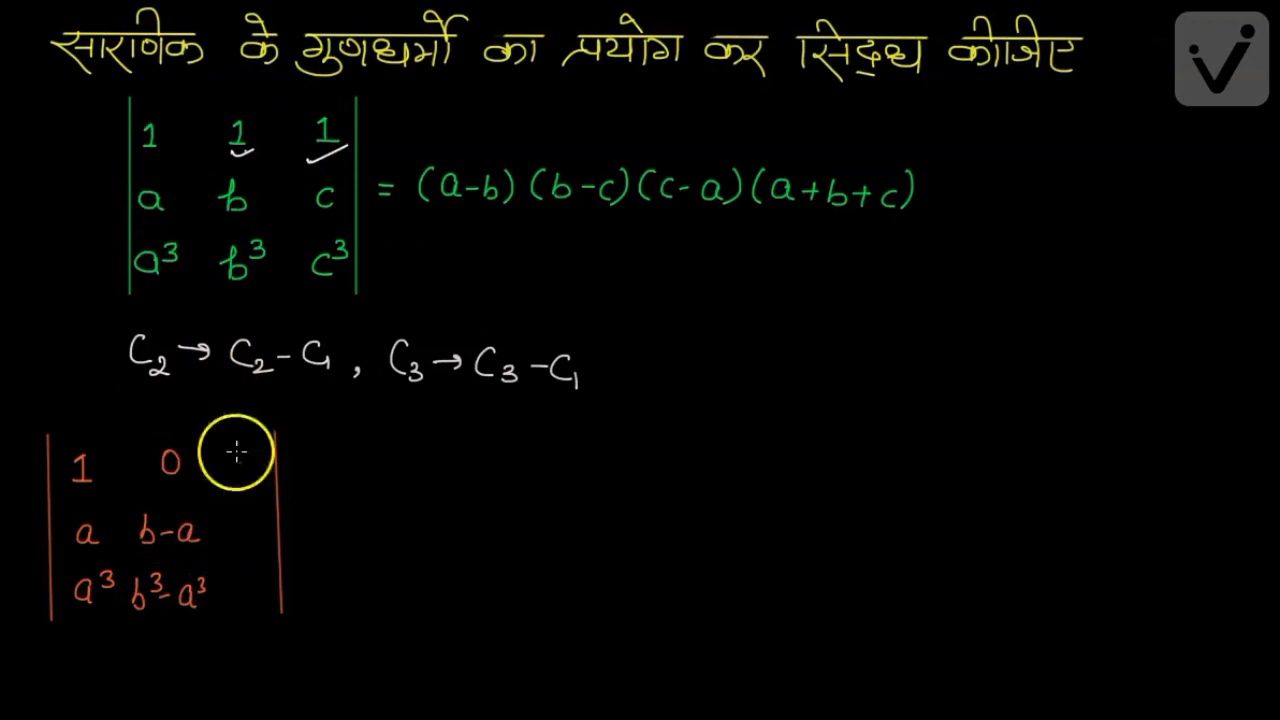 सारणिक के गुणधर्मो का प्रयोग कर सिद्ध कीजिए
1 1 1
a b c = (a-b) (b-c) (c-a) (a+b+c)
a³ b³ c³
C₂ → C₂ - C₁ , C₃ → C₃ - C₁
1 0
a b-a
a³ b³-a³